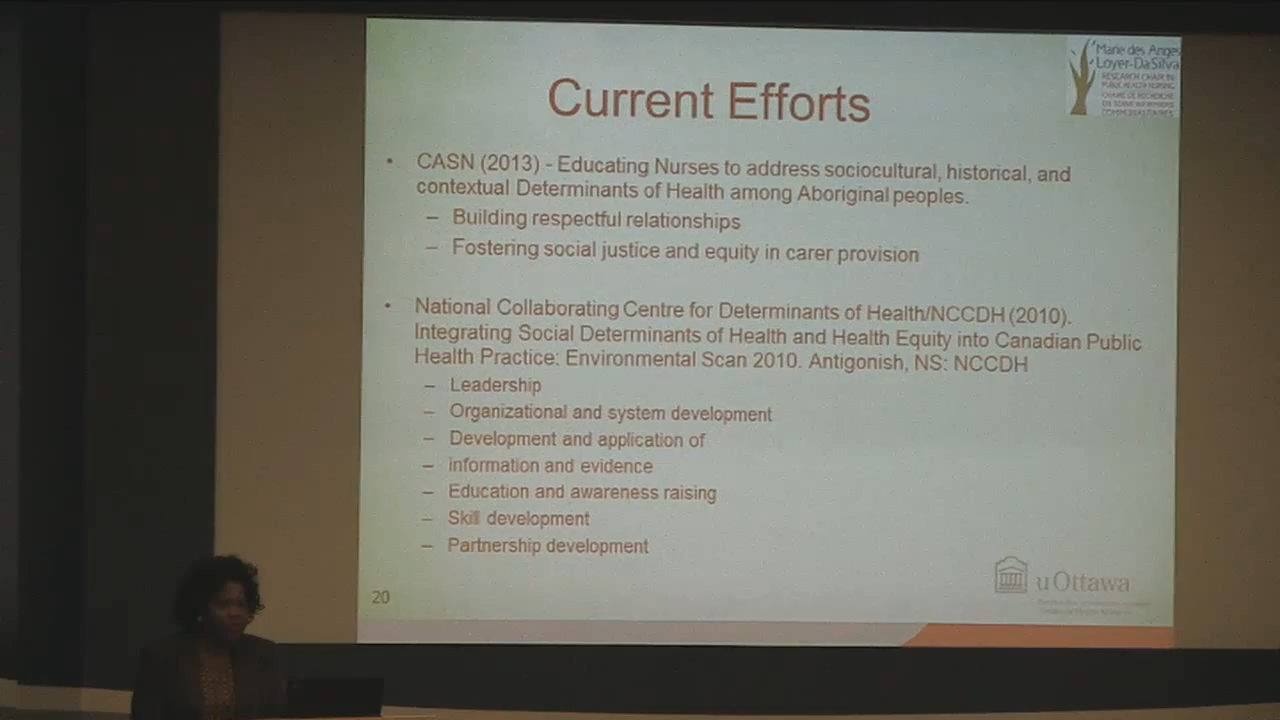 Marie des Anges
Loyer-DaSilva
RESEARCH CHAIR IN
PUBLIC HEALTH NURSING
CHAIRE DE RECHERCHE
Current Efforts
• CASN (2013) - Educating Nurses to address sociocultural, historical, and
contextual Determinants of Health among Aboriginal peoples.
– Building respectful relationships
– Fostering social justice and equity in carer provision
• National Collaborating Centre for Determinants of Health/NCCDH (2010).
Integrating Social Determinants of Health and Health Equity into Canadian Public
Health Practice: Environmental Scan 2010. Antigonish, NS: NCCDH
– Leadership
– Organizational and system development
– Development and application of
– information and evidence
– Education and awareness raising
– Skill development
– Partnership development
20
uOttawa